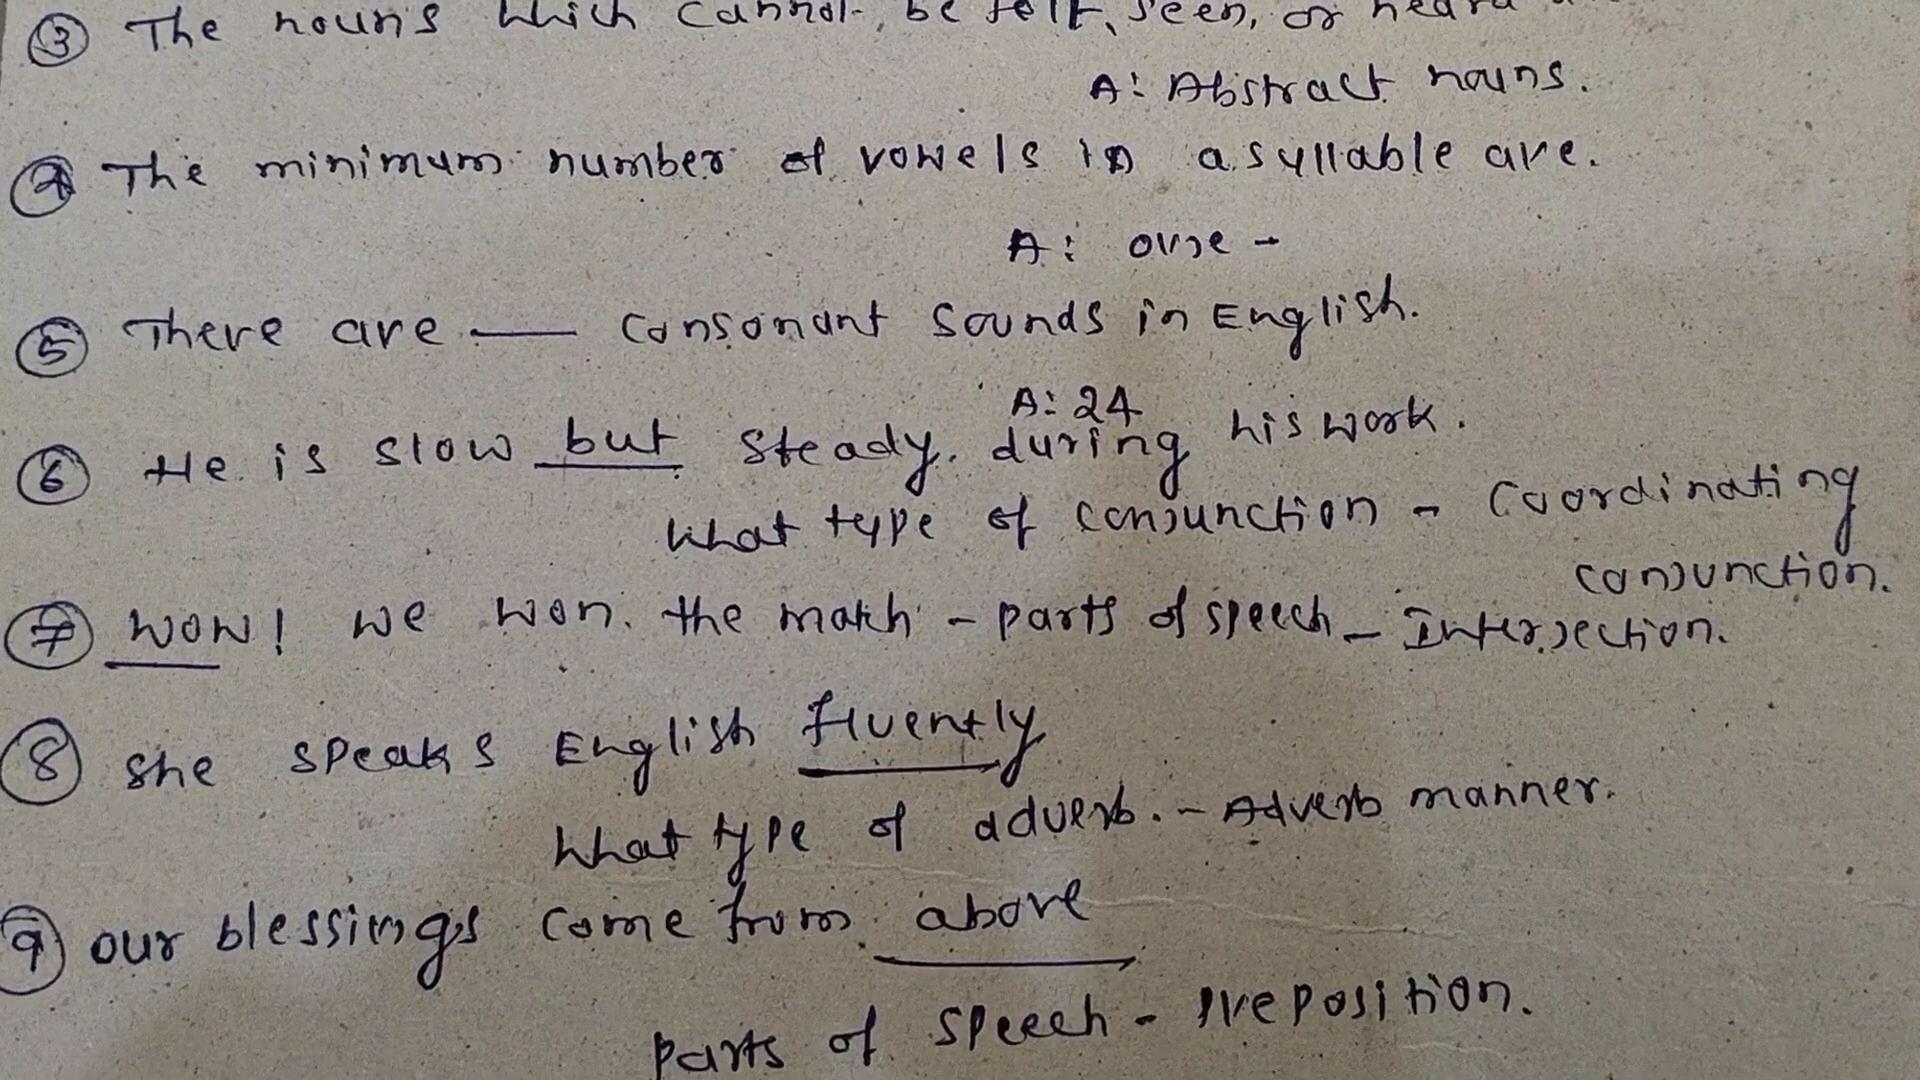 ③ The nouns which cannot be felt, seen, or heard
A: Abstract nouns.
④ The minimum number of vowels in a syllable are.
A: one -
⑤ There are —— consonant sounds in English.
A: 24
⑥ He is slow but steady. during his work.
What type of conjunction - Coordinating
conjunction.
⑦ Wow! we won. the match - parts of speech - Interjection.
⑧ She speaks English fluently
What type of adverb. - Adverb manner.
⑨ our blessings come from above
parts of speech - preposition.